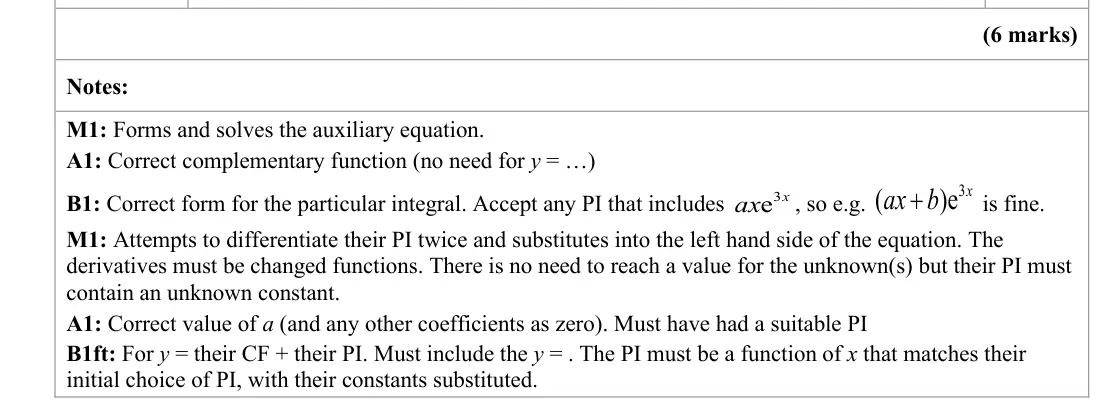 (6 marks)
Notes:
M1: Forms and solves the auxiliary equation.
A1: Correct complementary function (no need for y = …)
B1: Correct form for the particular integral. Accept any PI that includes axe³ˣ , so e.g. (ax + b)e³ˣ is fine.
M1: Attempts to differentiate their PI twice and substitutes into the left hand side of the equation. The
derivatives must be changed functions. There is no need to reach a value for the unknown(s) but their PI must
contain an unknown constant.
A1: Correct value of a (and any other coefficients as zero). Must have had a suitable PI
B1ft: For y = their CF + their PI. Must include the y = . The PI must be a function of x that matches their
initial choice of PI, with their constants substituted.